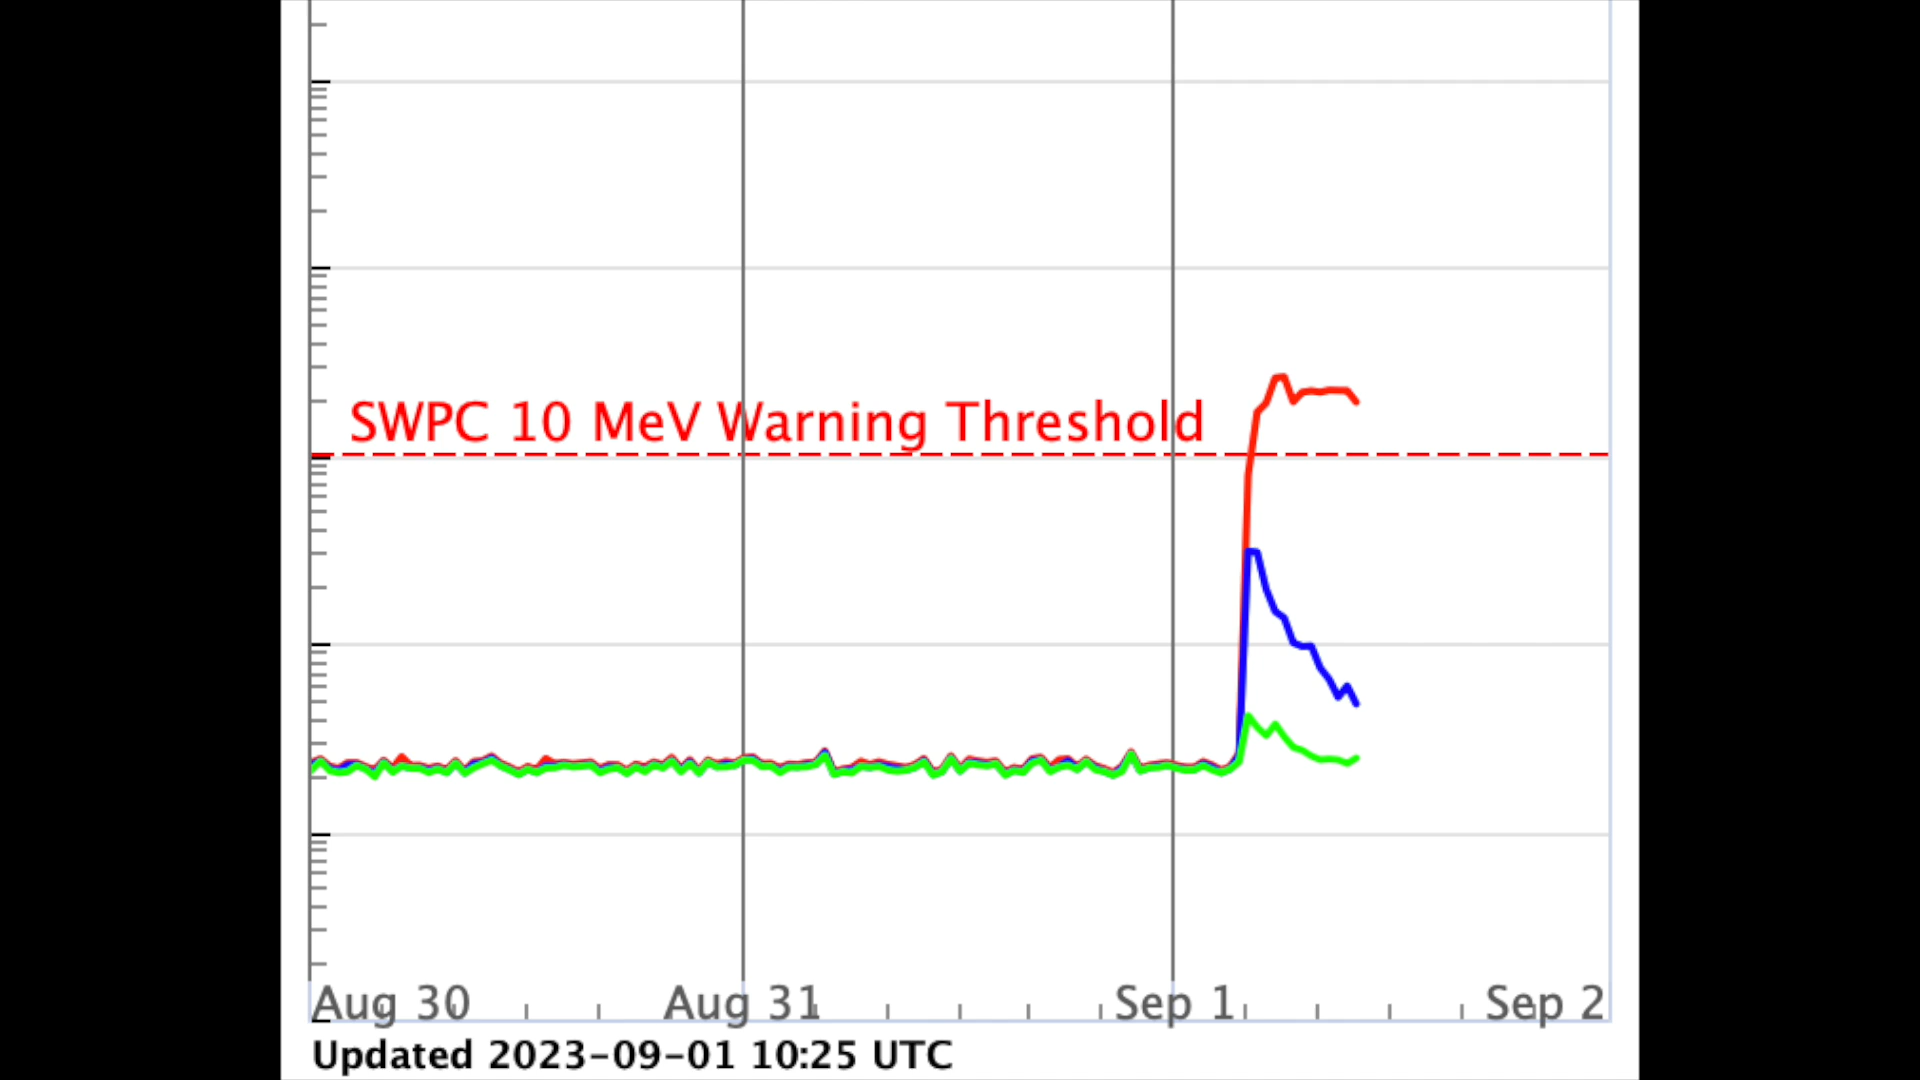 SWPC 10 MeV Warning Threshold
Aug 30 Aug 31 Sep 1 Sep 2
Updated 2023-09-01 10:25 UTC